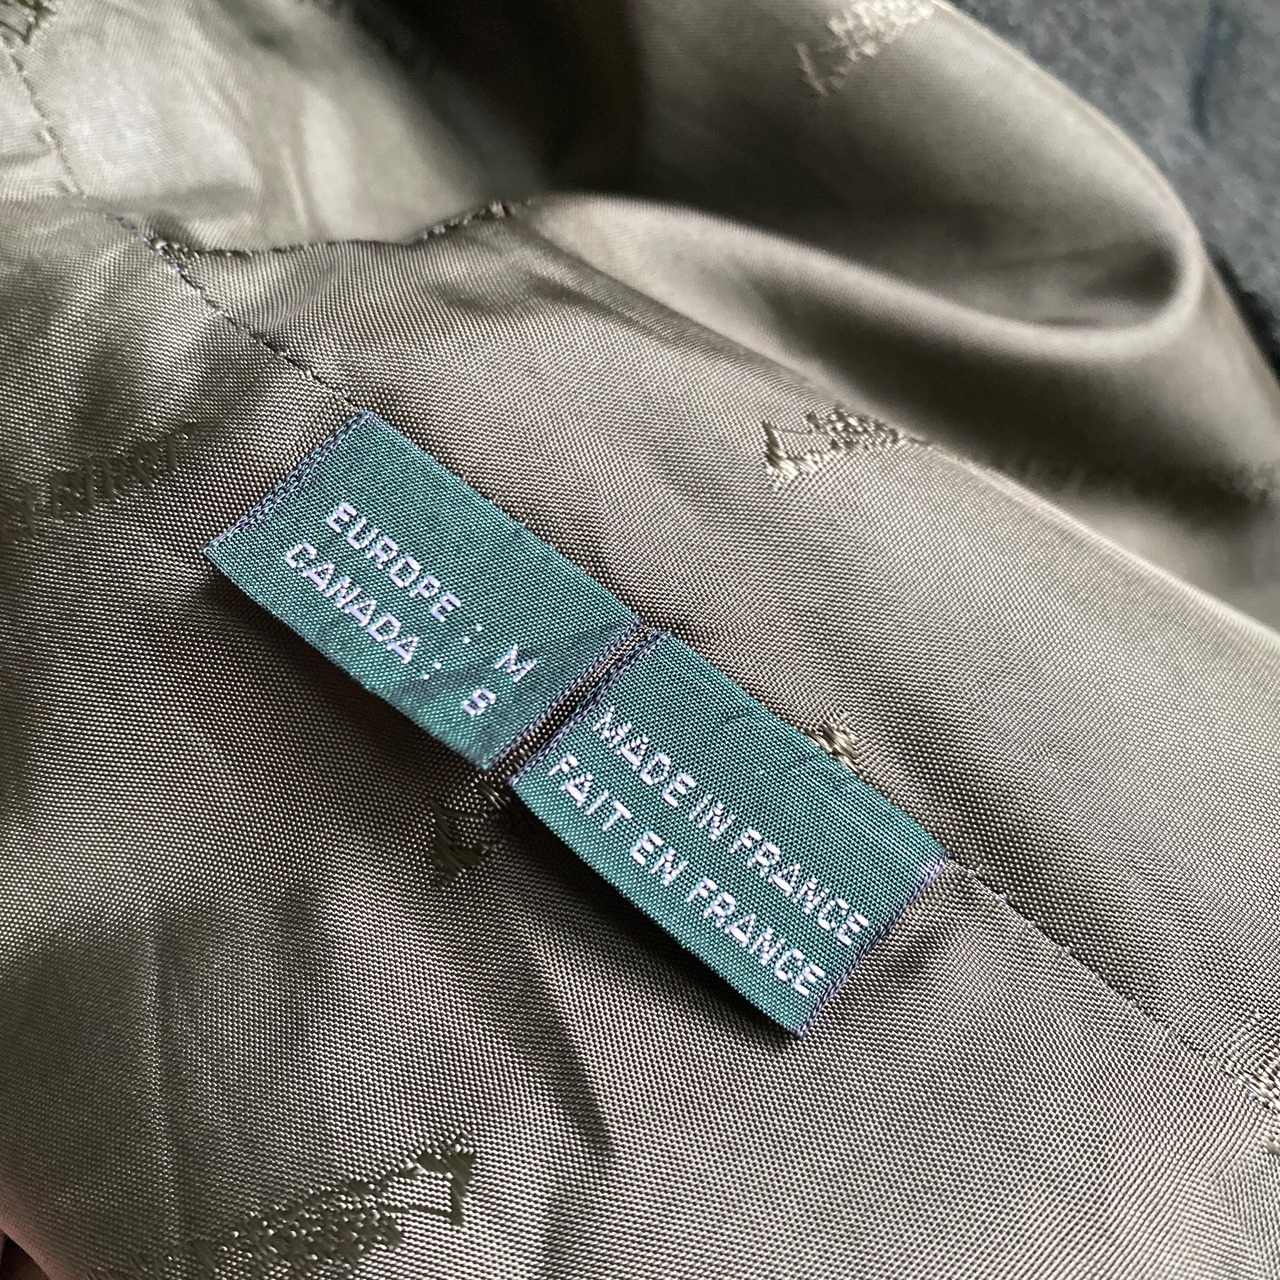 EUROPE : M
CANADA : S
MADE IN FRANCE
FAIT EN FRANCE